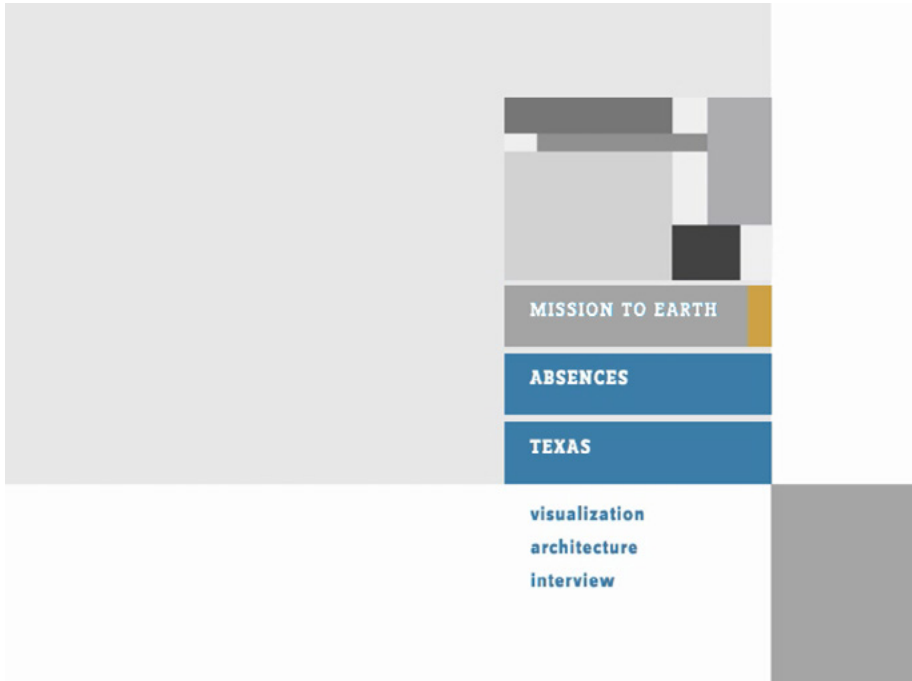 MISSION TO EARTH
ABSENCES
TEXAS
visualization
architecture
interview